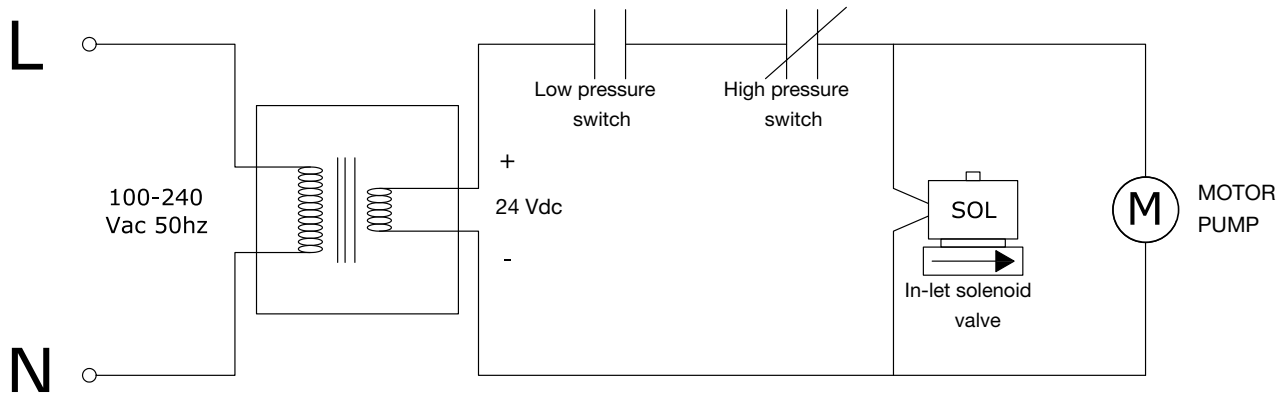 L
Low pressure
switch
High pressure
switch
+
100-240
Vac 50hz
24 Vdc
-
SOL
M
MOTOR
PUMP
In-let solenoid
valve
N